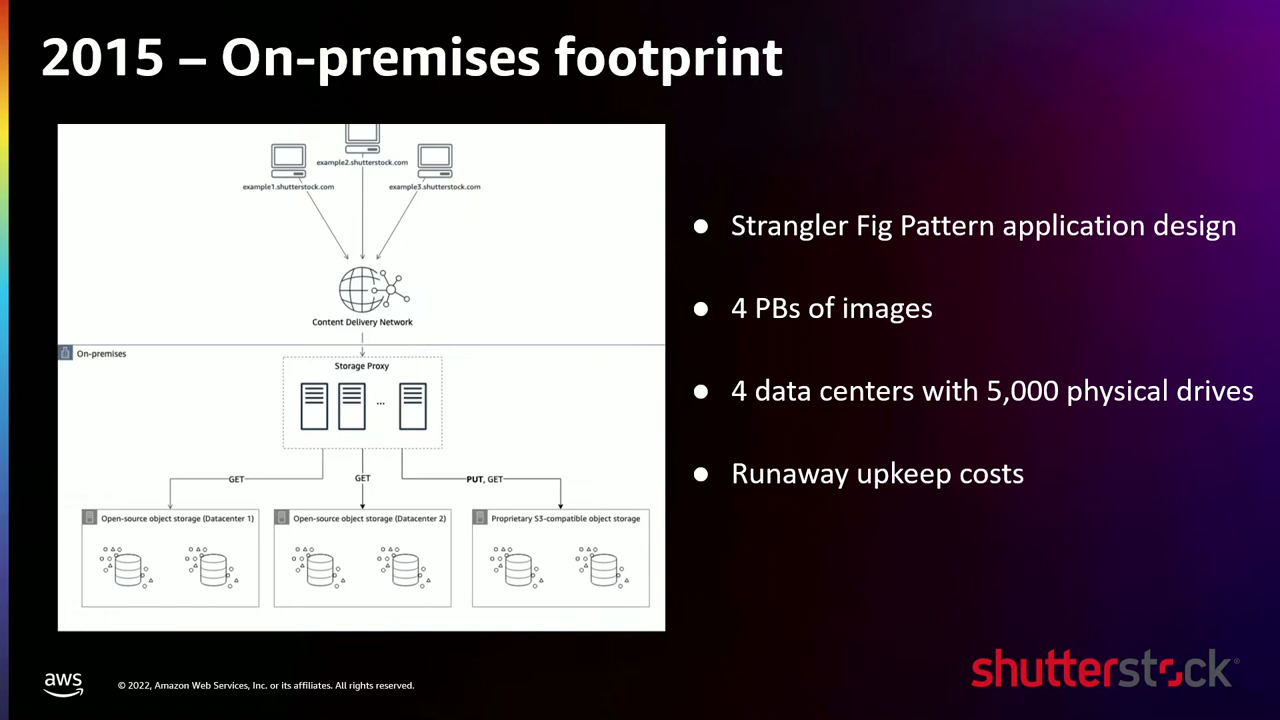 2015 – On-premises footprint
example2.shutterstock.com
example1.shutterstock.com
example3.shutterstock.com
Content Delivery Network
On-premises
Storage Proxy
...
GET
GET
PUT, GET
Open-source object storage (Datacenter 1)
Open-source object storage (Datacenter 2)
Proprietary S3-compatible object storage
● Strangler Fig Pattern application design
● 4 PBs of images
● 4 data centers with 5,000 physical drives
● Runaway upkeep costs
aws
© 2022, Amazon Web Services, Inc. or its affiliates. All rights reserved.
shutterstock®